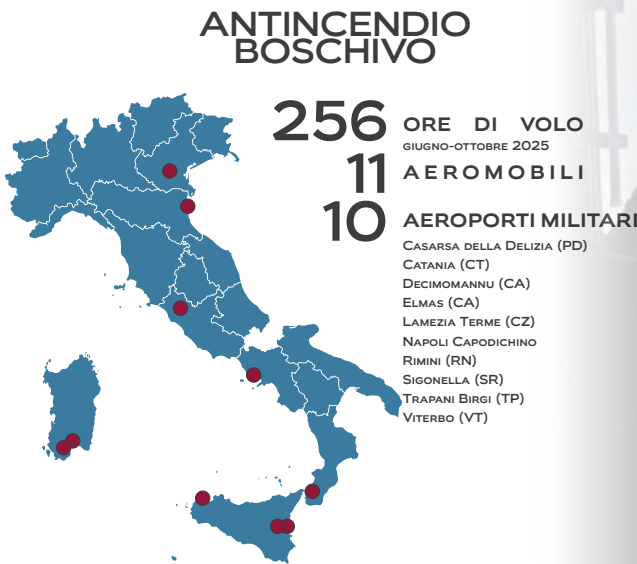 ANTINCENDIO
BOSCHIVO
256 ORE DI VOLO
GIUGNO-OTTOBRE 2025
11 AEROMOBILI
10 AEROPORTI MILITARI
CASARSA DELLA DELIZIA (PD)
CATANIA (CT)
DECIMOMANNU (CA)
ELMAS (CA)
LAMEZIA TERME (CZ)
NAPOLI CAPODICHINO
RIMINI (RN)
SIGONELLA (SR)
TRAPANI BIRGI (TP)
VITERBO (VT)